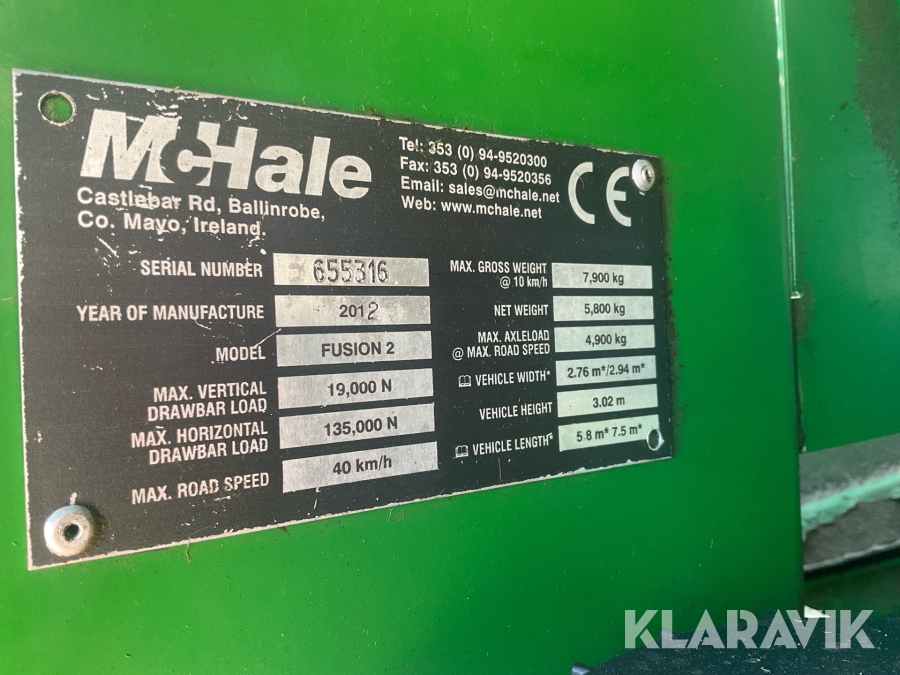 McHale
Castlebar Rd, Ballinrobe,
Co. Mayo, Ireland.
Tel: 353 (0) 94-9520300
Fax: 353 (0) 94-9520356
Email: sales@mchale.net
Web: www.mchale.net
CE
SERIAL NUMBER 655316
YEAR OF MANUFACTURE 2012
MODEL FUSION 2
MAX. VERTICAL
DRAWBAR LOAD 19,000 N
MAX. HORIZONTAL
DRAWBAR LOAD 135,000 N
MAX. ROAD SPEED 40 km/h
MAX. GROSS WEIGHT
@ 10 km/h 7,900 kg
NET WEIGHT 5,800 kg
MAX. AXLELOAD
@ MAX. ROAD SPEED 4,900 kg
VEHICLE WIDTH* 2.76 m*/2.94 m*
VEHICLE HEIGHT 3.02 m
VEHICLE LENGTH* 5.8 m* 7.5 m*
KLARAVIK